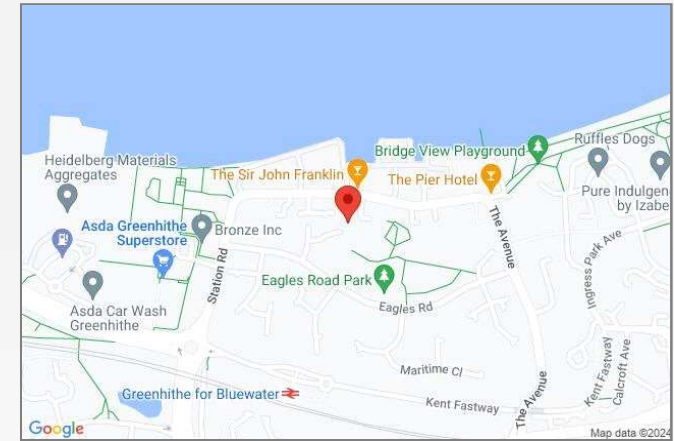 Bridge View Playground
Ruffles Dogs
Heidelberg Materials
Aggregates
The Sir John Franklin
The Pier Hotel
Pure Indulgen
by Izabe
Asda Greenhithe
Superstore
Bronze Inc
Station Rd
The Avenue
Ingress Park Ave
Eagles Road Park
Eagles Rd
Asda Car Wash
Greenhithe
Maritime Cl
Kent Fastway
Calcroft Ave
Greenhithe for Bluewater
Kent Fastway
The Avenue
Google
Map data ©2024